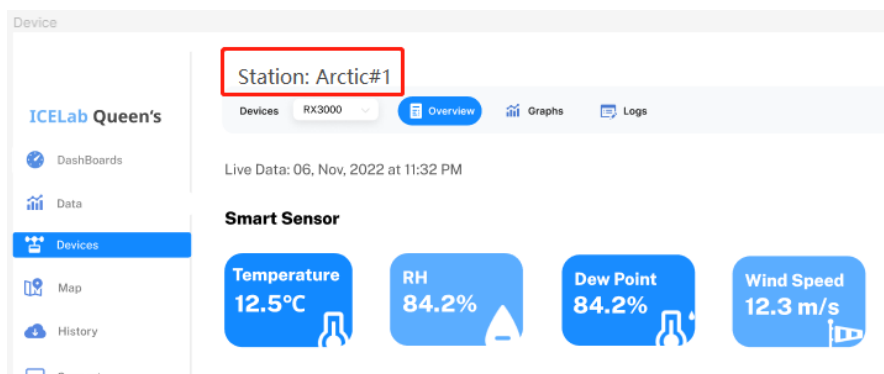 Device
Station: Arctic#1
ICELab Queen's
Devices RX3000 Overview Graphs Logs
DashBoards
Live Data: 06, Nov, 2022 at 11:32 PM
Data
Smart Sensor
Devices
Temperature RH Dew Point Wind Speed
12.5°C 84.2% 84.2% 12.3 m/s
Map
History